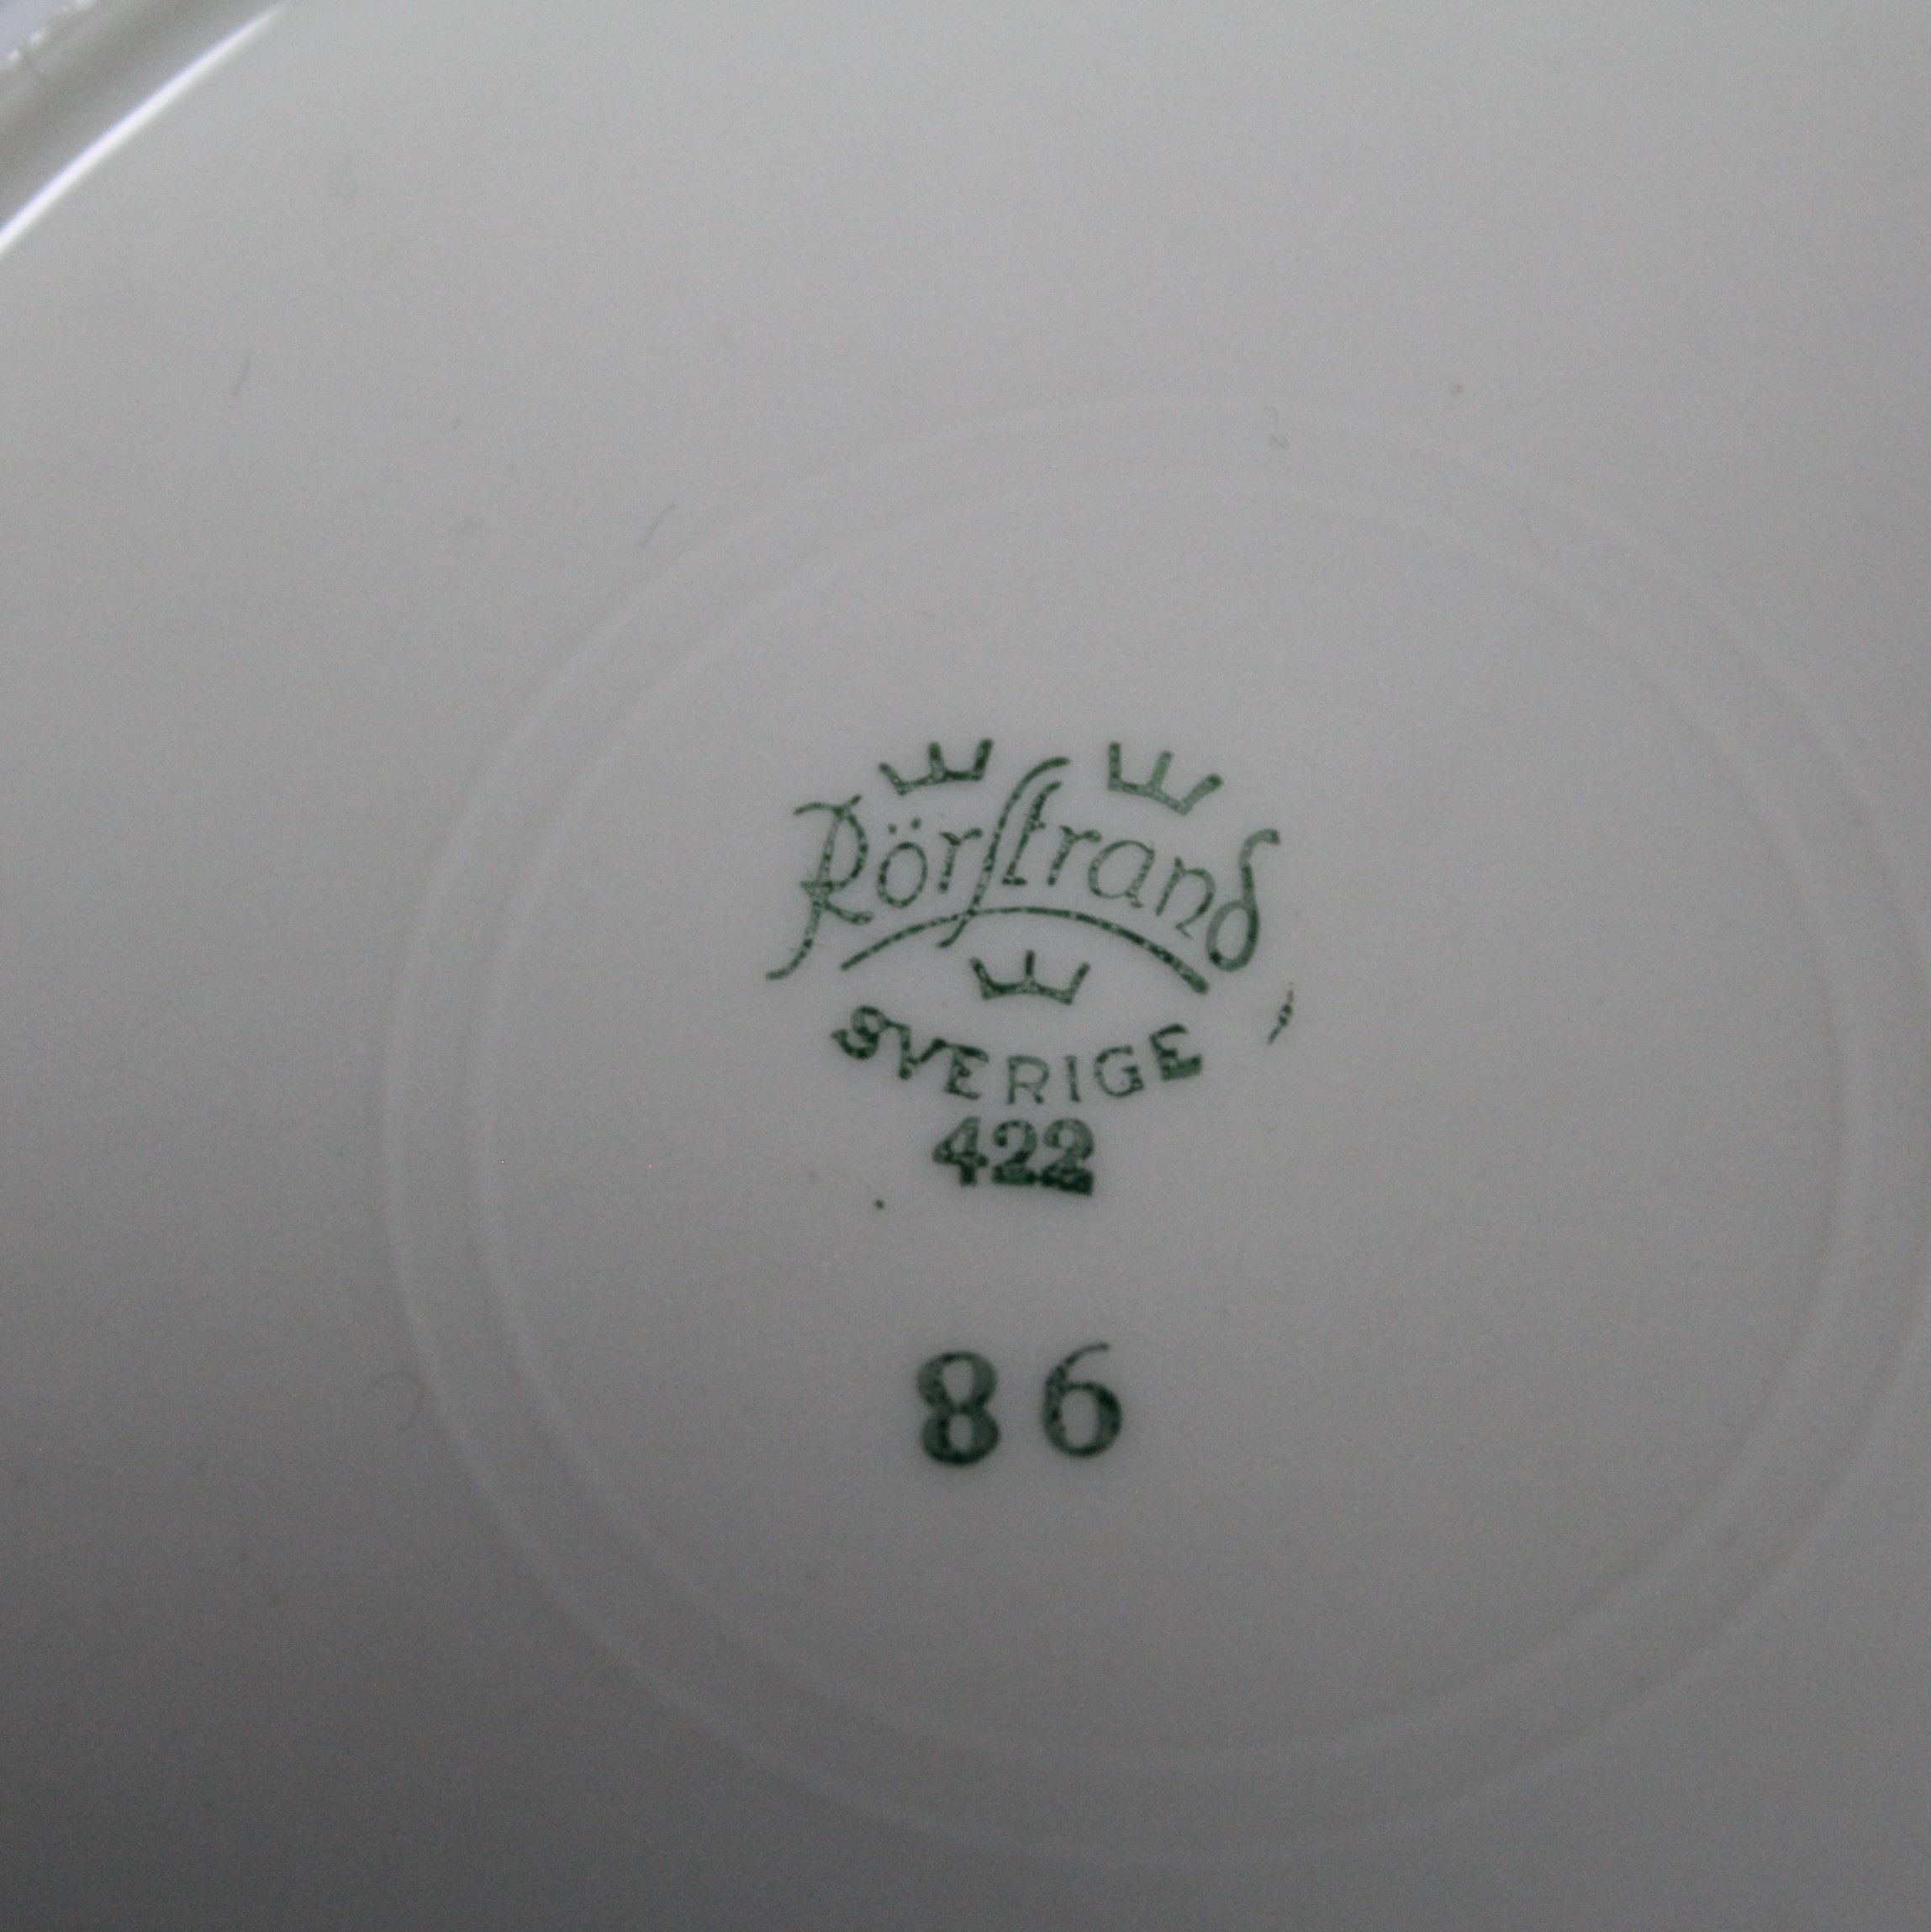 Rörstrand
SVERIGE
422
86